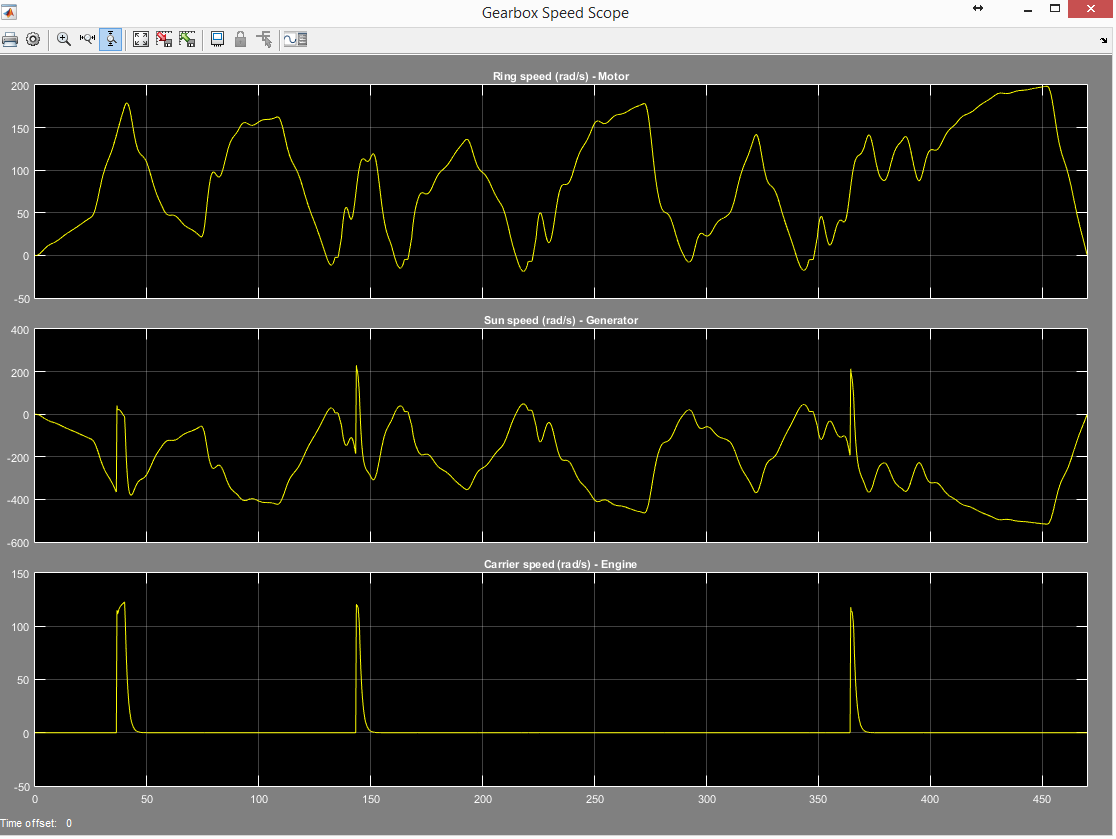 Gearbox Speed Scope
Ring speed (rad/s) - Motor
200
150
100
50
0
-50
Sun speed (rad/s) - Generator
400
200
0
-200
-400
-600
Carrier speed (rad/s) - Engine
150
100
50
0
-50
0 50 100 150 200 250 300 350 400 450
Time offset: 0